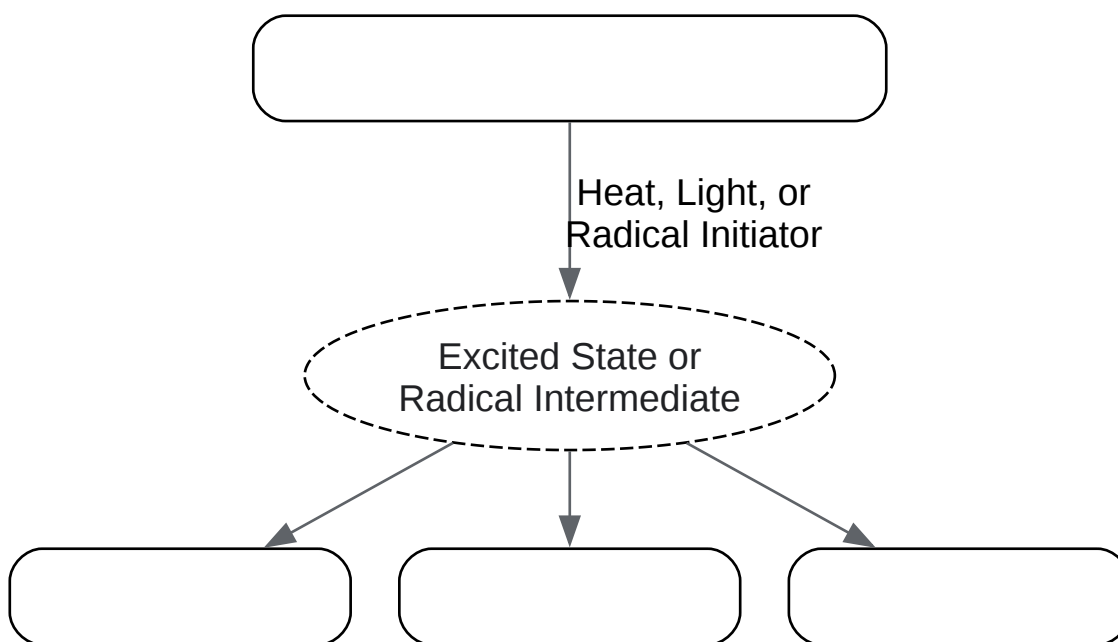 Heat, Light, or
Radical Initiator
Excited State or
Radical Intermediate